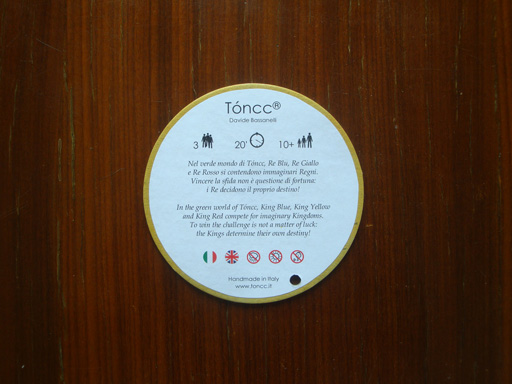 Tóncc®
Davide Barsanelli
3 20' 10+
Nel verde mondo di Tóncc, Re Blu, Re Giallo
e Re Rosso si contendono immaginari Regni.
Vincere la sfida non è questione di fortuna:
i Re decidono il proprio destino!
In the green world of Tóncc, King Blue, King Yellow
and King Red compete for imaginary Kingdoms.
To win the challenge is not a matter of luck:
the Kings determine their own destiny!
Handmade in Italy
www.toncc.it